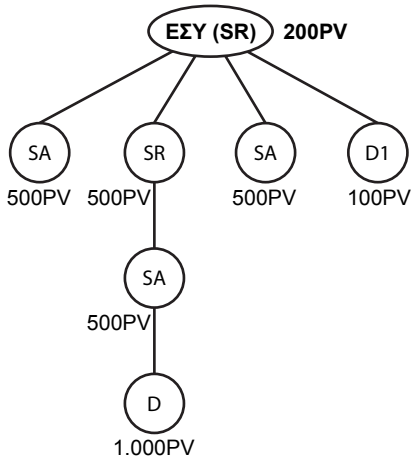 ΕΣΥ (SR) 200PV
SA SR SA D1
500PV 500PV 500PV 100PV
SA
500PV
D
1.000PV